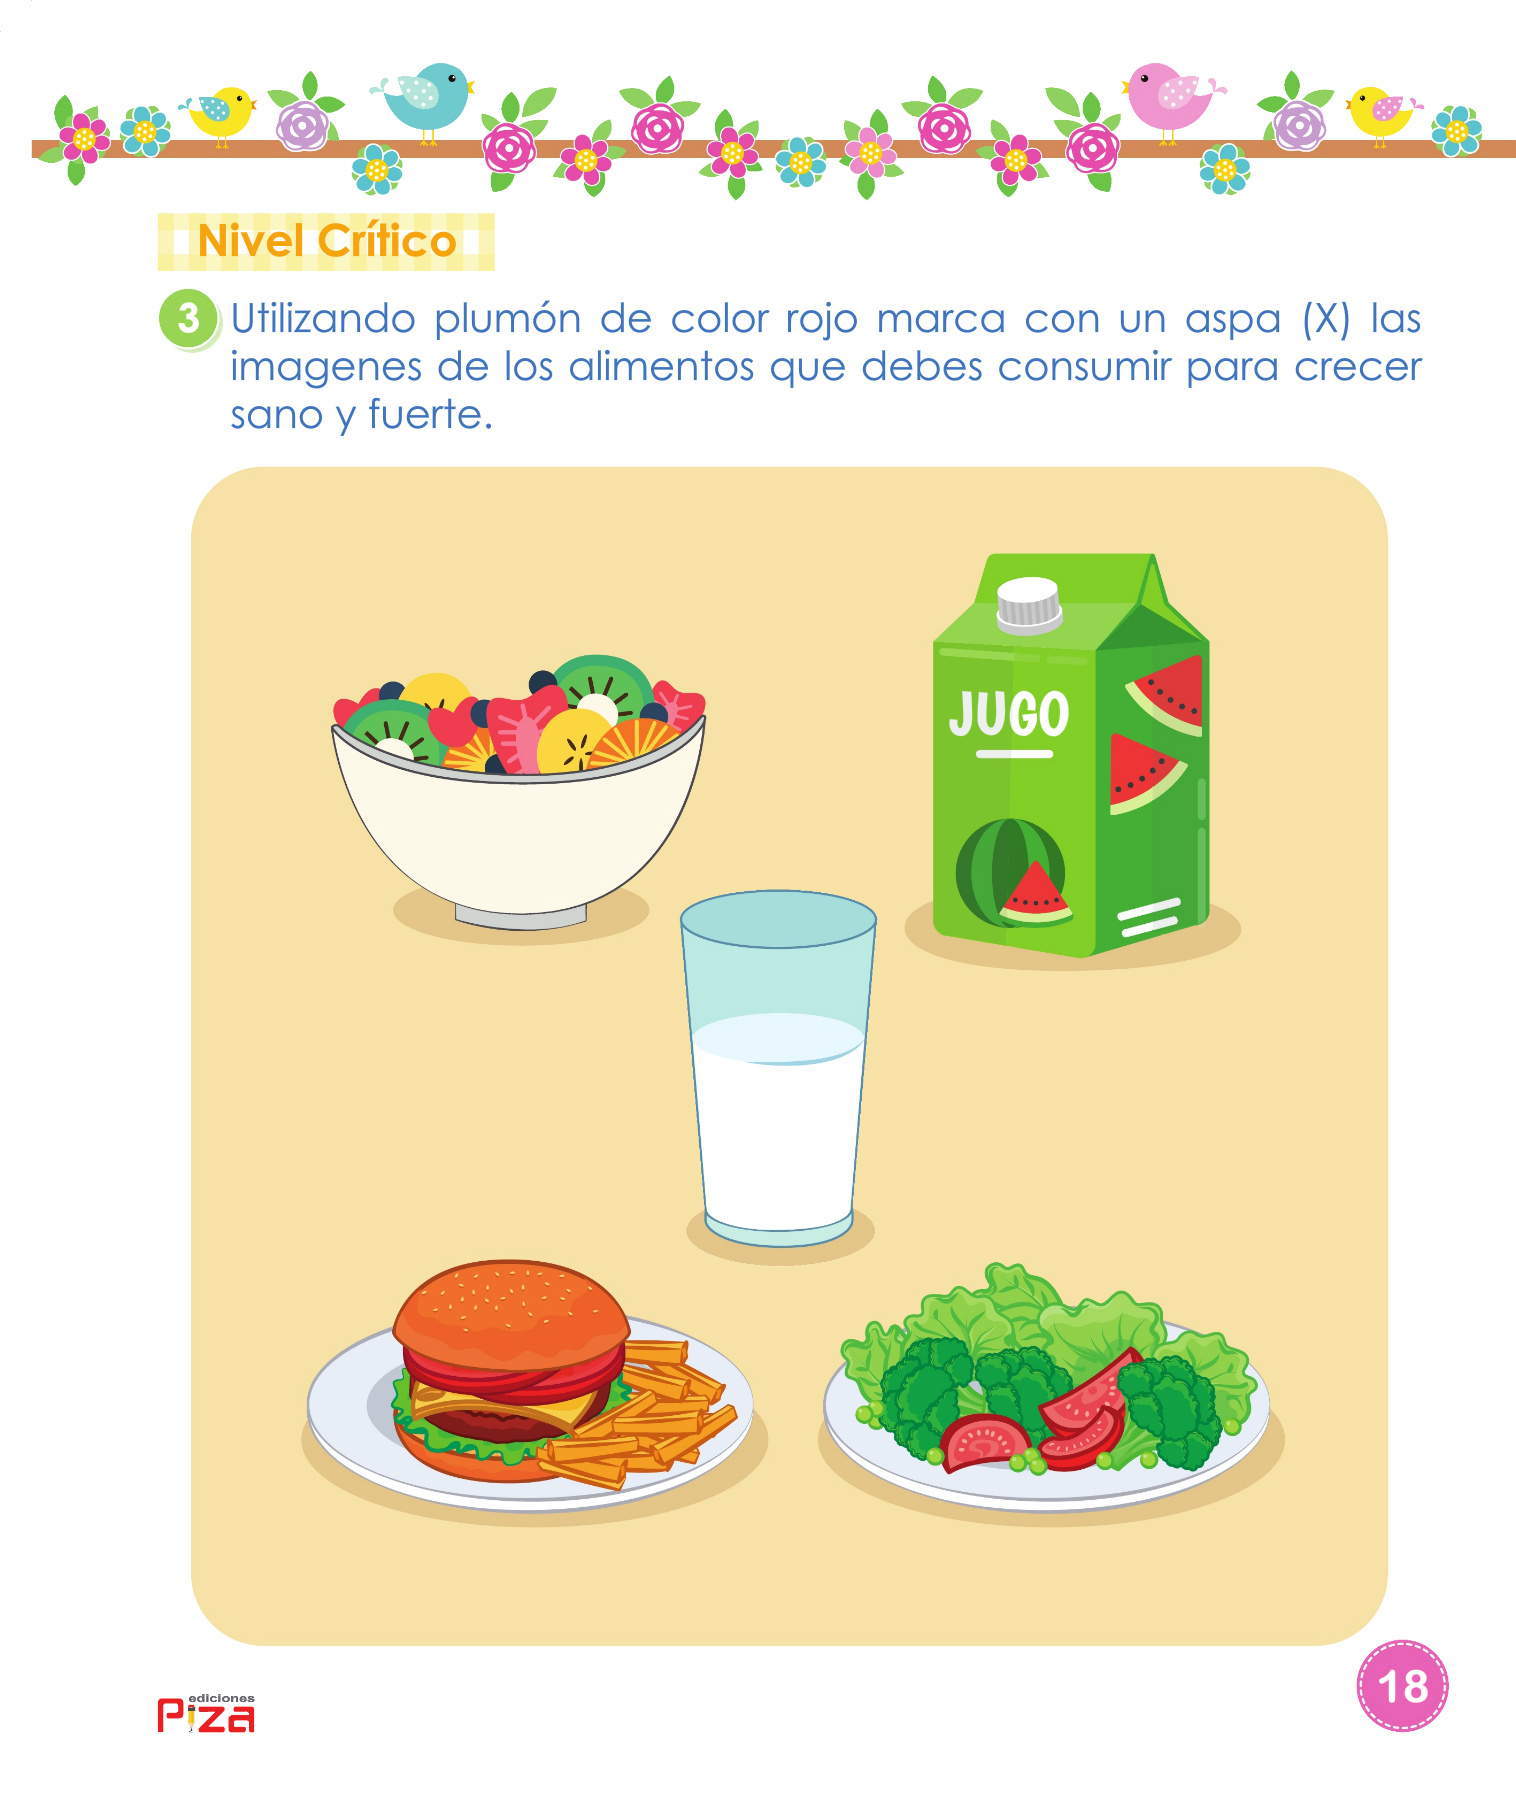 Nivel Crítico
3 Utilizando plumón de color rojo marca con un aspa (X) las
imagenes de los alimentos que debes consumir para crecer
sano y fuerte.
JUGO
ediciones
Piza
18